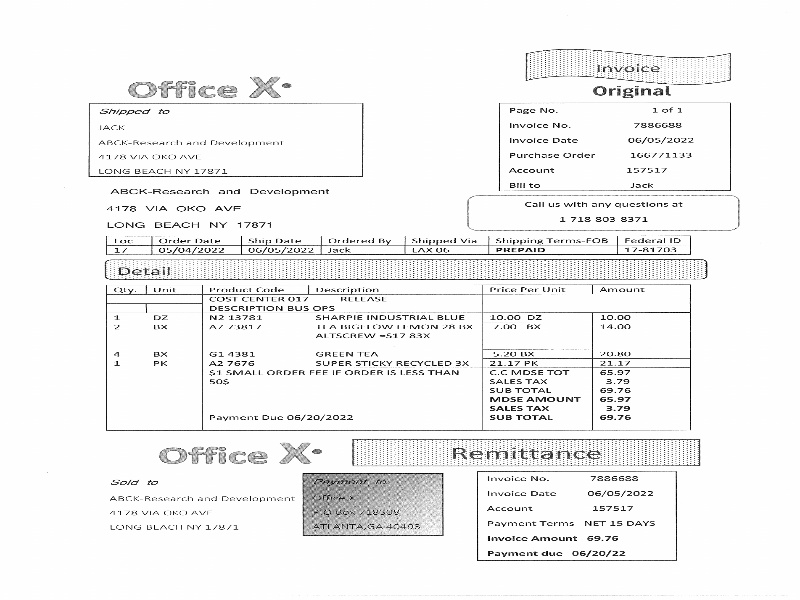 Invoice
Office X
Original
Shipped to
JACK
ABCK-Research and Development
4178 VIA OKO AVE
LONG BEACH NY 17871
Page No. 1 of 1
Invoice No. 7886688
Invoice Date 06/05/2022
Purchase Order 166771133
Account 157517
Bill to Jack
ABCK-Research and Development
4178 VIA OKO AVE
LONG BEACH NY 17871
Call us with any questions at
1 718 803 8371
Loc Order Date Ship Date Ordered By Shipped Via Shipping Terms-FOB Federal ID
17 05/04/2022 06/05/2022 Jack LAX 06 PREPAID 17-81703
Detail
Qty. Unit Product Code Description Price Per Unit Amount
COST CENTER 017 RELEASE
DESCRIPTION BUS OPS
1 DZ N2 13781 SHARPIE INDUSTRIAL BLUE 10.00 DZ 10.00
2 BX A7 73817 TEA BIGELOW LEMON 28 BX 7.00 BX 14.00
ALTSCREW =S17 83X
4 BX G1 4381 GREEN TEA 5.20 BX 20.80
1 PK A2 7676 SUPER STICKY RECYCLED 3X 21.17 PK 21.17
$1 SMALL ORDER FEE IF ORDER IS LESS THAN C.C MDSE TOT 65.97
50$ SALES TAX 3.79
SUB TOTAL 69.76
MDSE AMOUNT 65.97
SALES TAX 3.79
Payment Due 06/20/2022 SUB TOTAL 69.76
Office X
Remittance
Sold to
ABCK-Research and Development
4178 VIA OKO AVE
LONG BEACH NY 17871
Payment to
Office X
P.O Box
ATLANTA,GA 40493
Invoice No. 7886688
Invoice Date 06/05/2022
Account 157517
Payment Terms NET 15 DAYS
Invoice Amount 69.76
Payment due 06/20/22